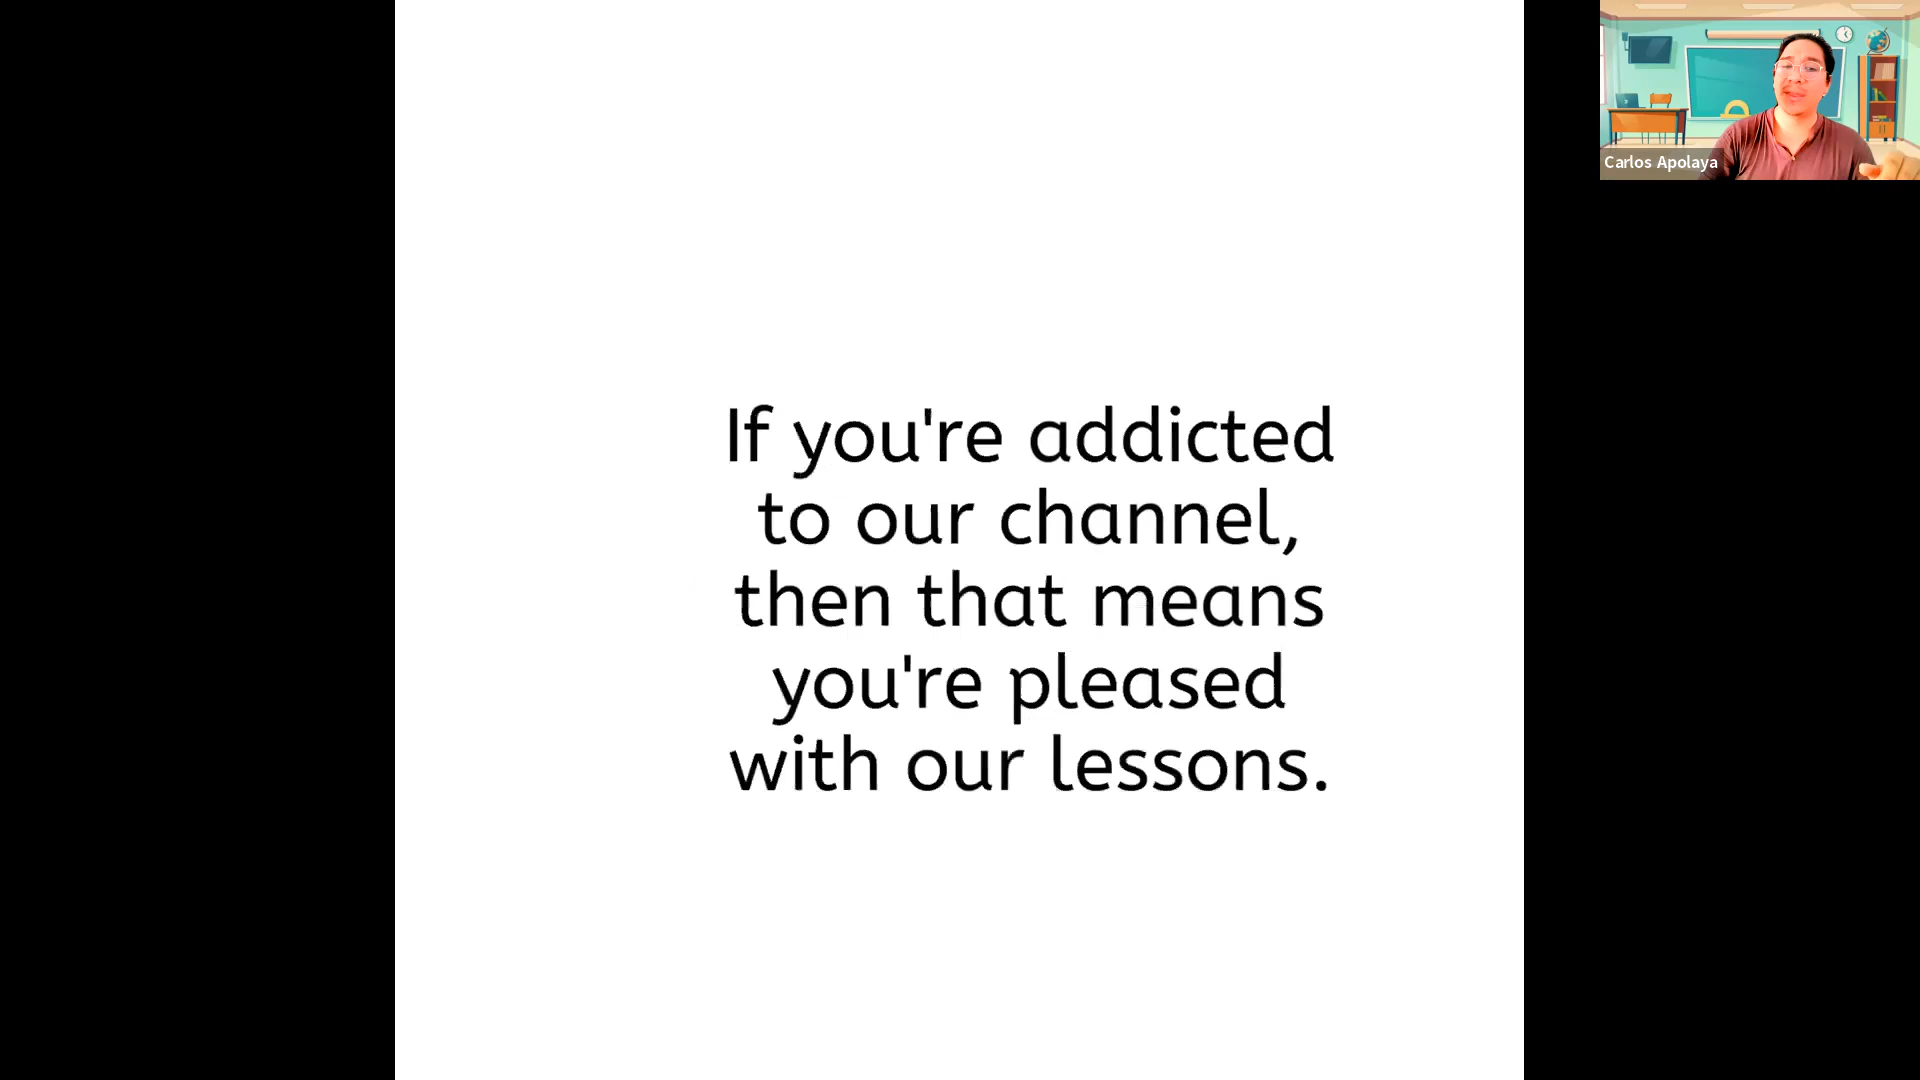 If you're addicted
to our channel,
then that means
you're pleased
with our lessons.
Carlos Apolaya